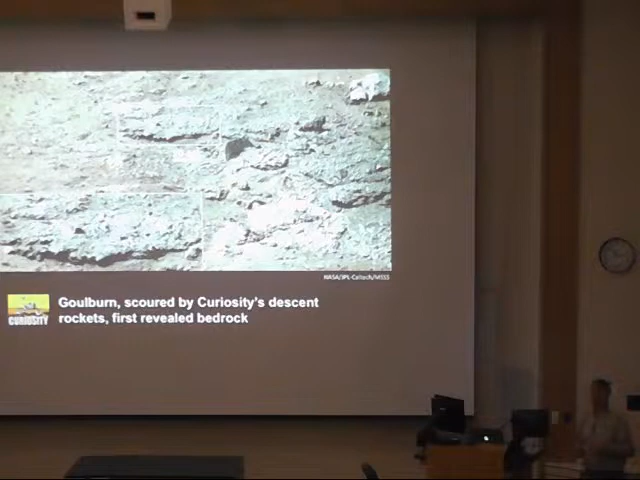 NASA/JPL-Caltech/MSSS
Goulburn, scoured by Curiosity's descent
rockets, first revealed bedrock
CURIOSITY